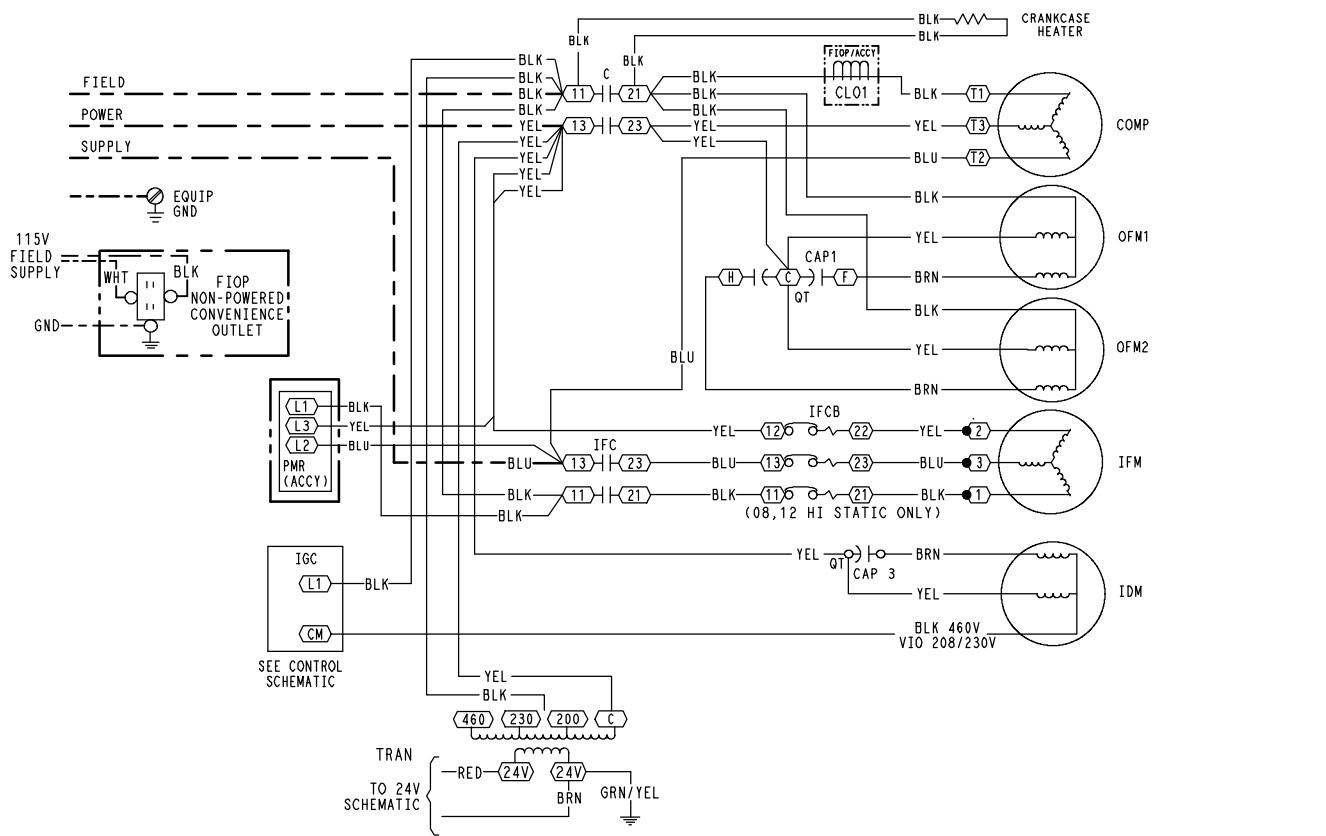 BLK
CRANKCASE
HEATER
BLK
BLK
BLK
FIOP/ACCY
CLO1
FIELD
BLK
BLK
BLK
BLK
11
C
21
BLK
BLK
BLK
BLK
T1
POWER
YEL
YEL
YEL
YEL
YEL
13
23
YEL
YEL
YEL
T3
COMP
SUPPLY
BLU
T2
EQUIP
GND
BLK
YEL
OFM1
CAP1
H
C
F
BRN
QT
115V
FIELD
SUPPLY
WHT
BLK
FIOP
NON-POWERED
CONVENIENCE
OUTLET
GND
BLK
YEL
OFM2
BLU
BRN
L1
BLK
L3
YEL
L2
BLU
PMR
(ACCY)
IFCB
YEL
12
22
YEL
2
IFC
BLU
13
23
BLU
13
23
BLU
3
IFM
BLK
11
21
BLK
11
21
BLK
1
BLK
(08,12 HI STATIC ONLY)
IGC
L1
BLK
CM
SEE CONTROL
SCHEMATIC
YEL
QT
CAP 3
BRN
YEL
IDM
BLK 460V
VIO 208/230V
YEL
BLK
460
230
200
C
TRAN
RED
24V
24V
TO 24V
SCHEMATIC
BRN
GRN/YEL